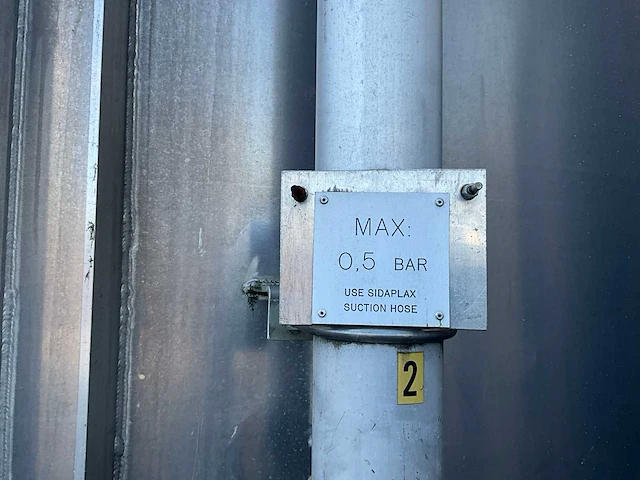 MAX:
0,5 BAR
USE SIDAPLAX
SUCTION HOSE
2